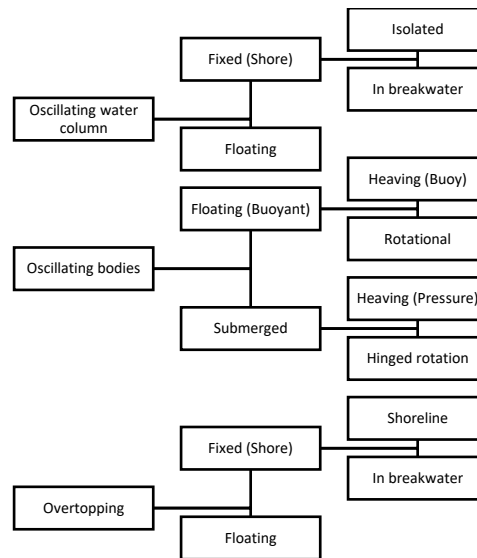 Isolated
Fixed (Shore)
In breakwater
Oscillating water
column
Floating
Heaving (Buoy)
Floating (Buoyant)
Rotational
Oscillating bodies
Heaving (Pressure)
Submerged
Hinged rotation
Shoreline
Fixed (Shore)
In breakwater
Overtopping
Floating